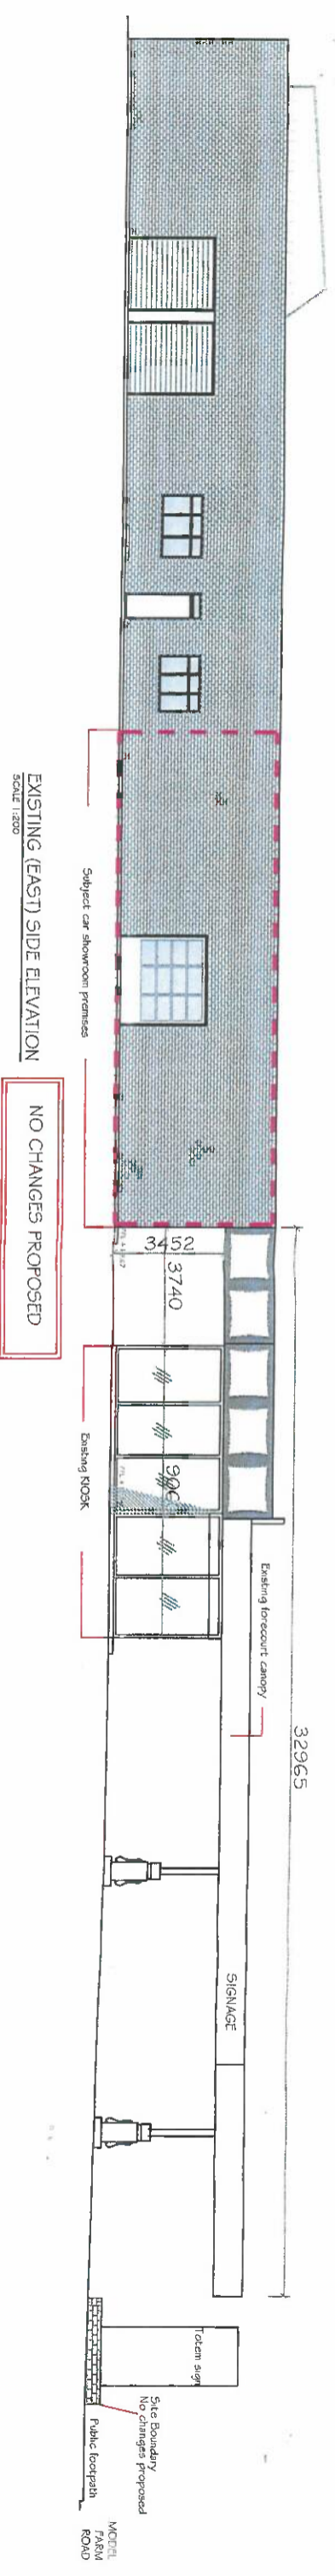 EXISTING (EAST) SIDE ELEVATION
SCALE 1:200
NO CHANGES PROPOSED
Subject car showroom premises
3452
3740
Existing KIOSK
Existing forecourt canopy
32965
SIGNAGE
Totem sign
Site Boundary
No changes proposed
Public footpath
MODEL
FARM
ROAD